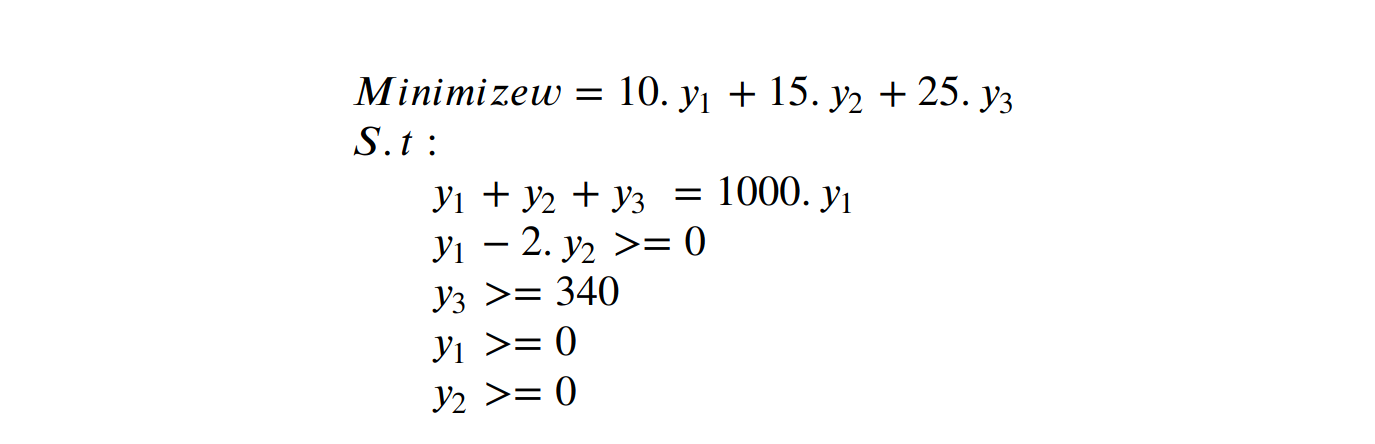 Minimizew = 10. y₁ + 15. y₂ + 25. y₃
S.t :
y₁ + y₂ + y₃ = 1000. y₁
y₁ − 2. y₂ >= 0
y₃ >= 340
y₁ >= 0
y₂ >= 0